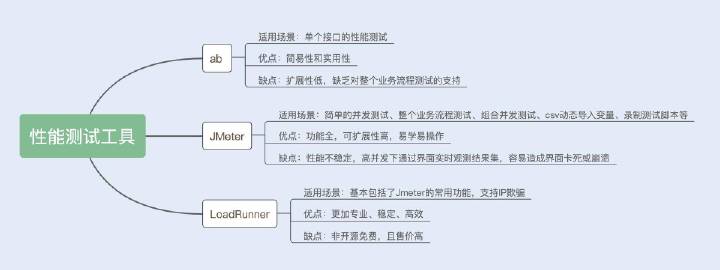 性能测试工具
ab
适用场景：单个接口的性能测试
优点：简易性和实用性
缺点：扩展性低，缺乏对整个业务流程测试的支持
JMeter
适用场景：简单的并发测试、整个业务流程测试、组合并发测试、csv动态导入变量、录制测试脚本等
优点：功能全，可扩展性高，易学易操作
缺点：性能不稳定，高并发下通过界面实时观测结果集，容易造成界面卡死或崩溃
LoadRunner
适用场景：基本包括了Jmeter的常用功能，支持IP欺骗
优点：更加专业、稳定、高效
缺点：非开源免费，且售价高